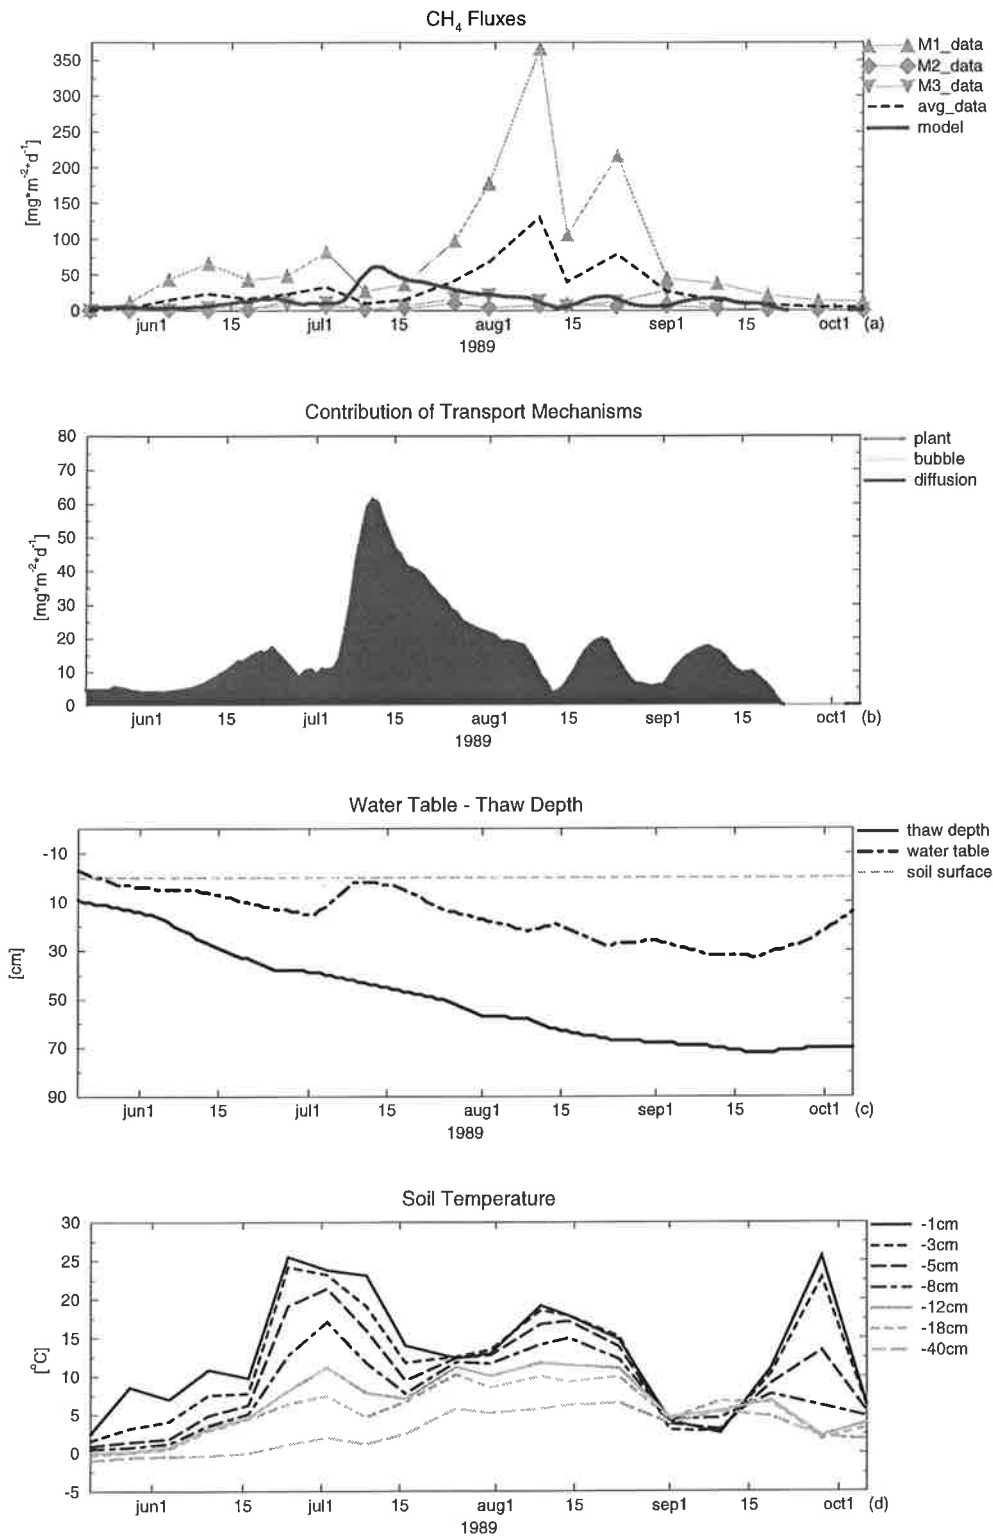 CH4 Fluxes
350
300
250
200
150
100
50
0
[mg*m-2*d-1]
M1_data
M2_data
M3_data
avg_data
model
jun1 15 jul1 15 aug1 15 sep1 15 oct1 (a)
1989
Contribution of Transport Mechanisms
80
70
60
50
40
30
20
10
0
[mg*m-2*d-1]
plant
bubble
diffusion
jun1 15 jul1 15 aug1 15 sep1 15 oct1 (b)
1989
Water Table - Thaw Depth
-10
10
30
50
70
90
[cm]
thaw depth
water table
soil surface
jun1 15 jul1 15 aug1 15 sep1 15 oct1 (c)
1989
Soil Temperature
30
25
20
15
10
5
0
-5
[°C]
-1cm
-3cm
-5cm
-8cm
-12cm
-18cm
-40cm
jun1 15 jul1 15 aug1 15 sep1 15 oct1 (d)
1989